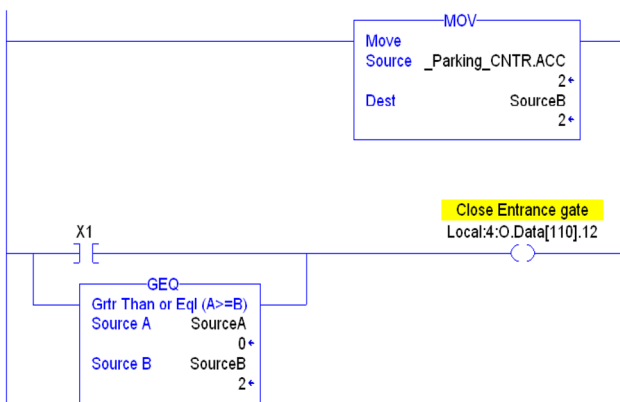 MOV
Move
Source _Parking_CNTR.ACC
2
Dest SourceB
2
Close Entrance gate
X1 Local:4:O.Data[110].12
GEQ
Grtr Than or Eql (A>=B)
Source A SourceA
0
Source B SourceB
2